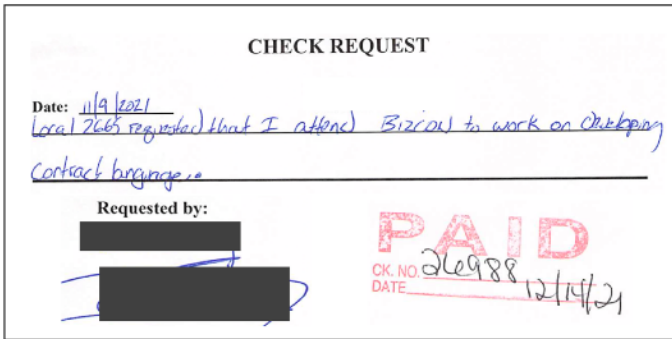 CHECK REQUEST
Date: 11/9/2021
Local 2665 requested that I attend Bizcon to work on developing
Contract language..
Requested by:
PAID
CK. NO. 26988
DATE 12/14/21